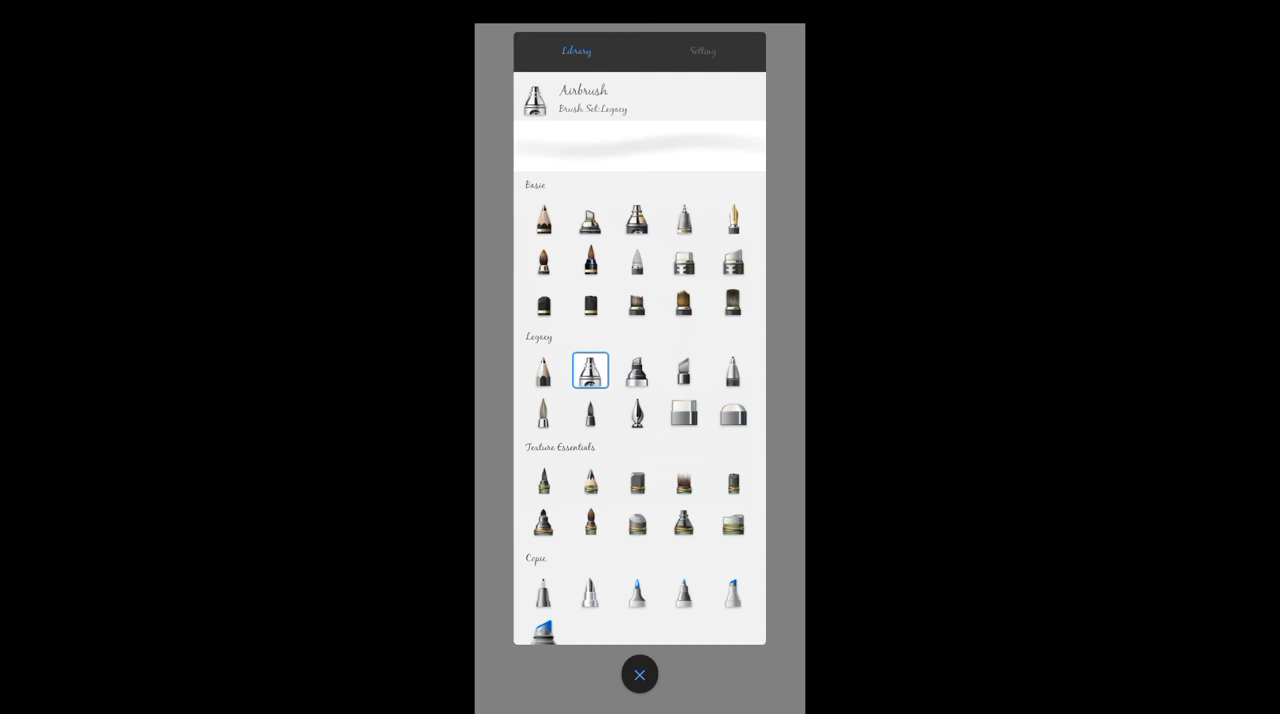 Library
Setting
Airbrush
Brush Set:Legacy
Basic
Legacy
Texture Essentials
Copic